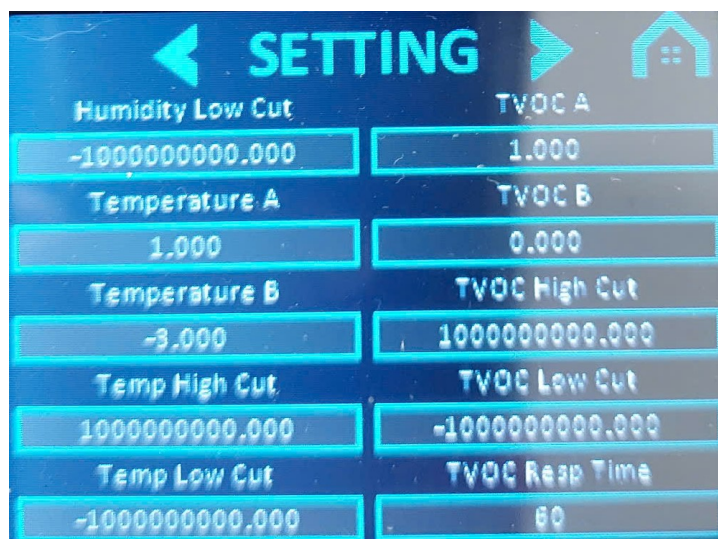 SETTING
Humidity Low Cut TVOC A
-1000000000.000 1.000
Temperature A TVOC B
1.000 0.000
Temperature B TVOC High Cut
-3.000 1000000000.000
Temp High Cut TVOC Low Cut
1000000000.000 -1000000000.000
Temp Low Cut TVOC Resp Time
-1000000000.000 60